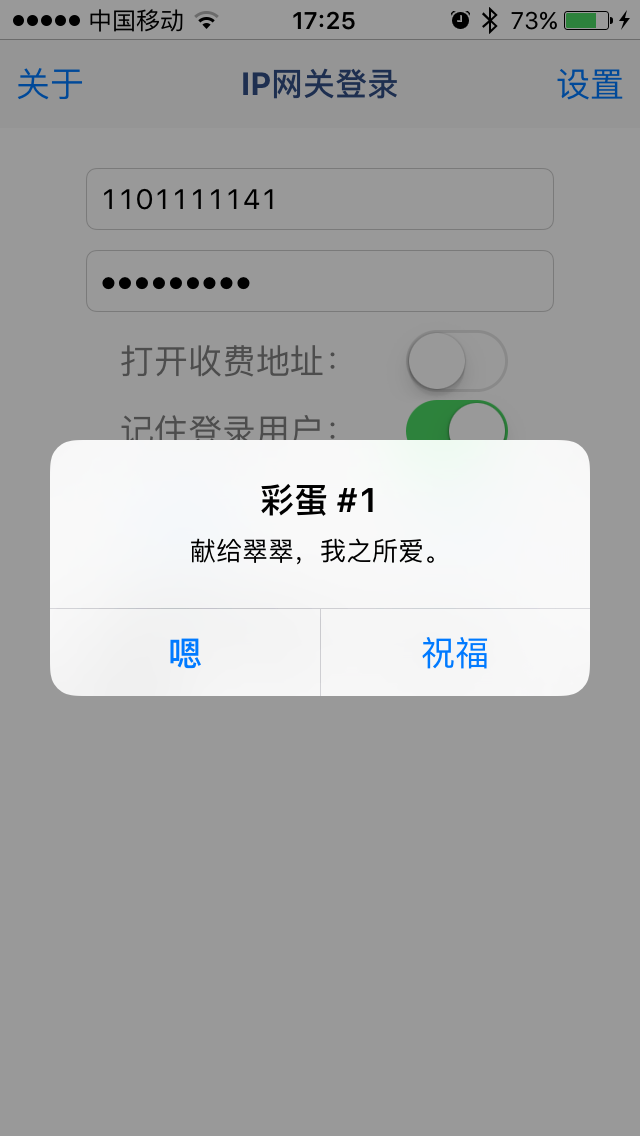 中国移动 17:25 73%
关于 IP网关登录 设置
1101111141
●●●●●●●●●
打开收费地址：
记住登录用户：
彩蛋 #1
献给翠翠，我之所爱。
嗯 祝福